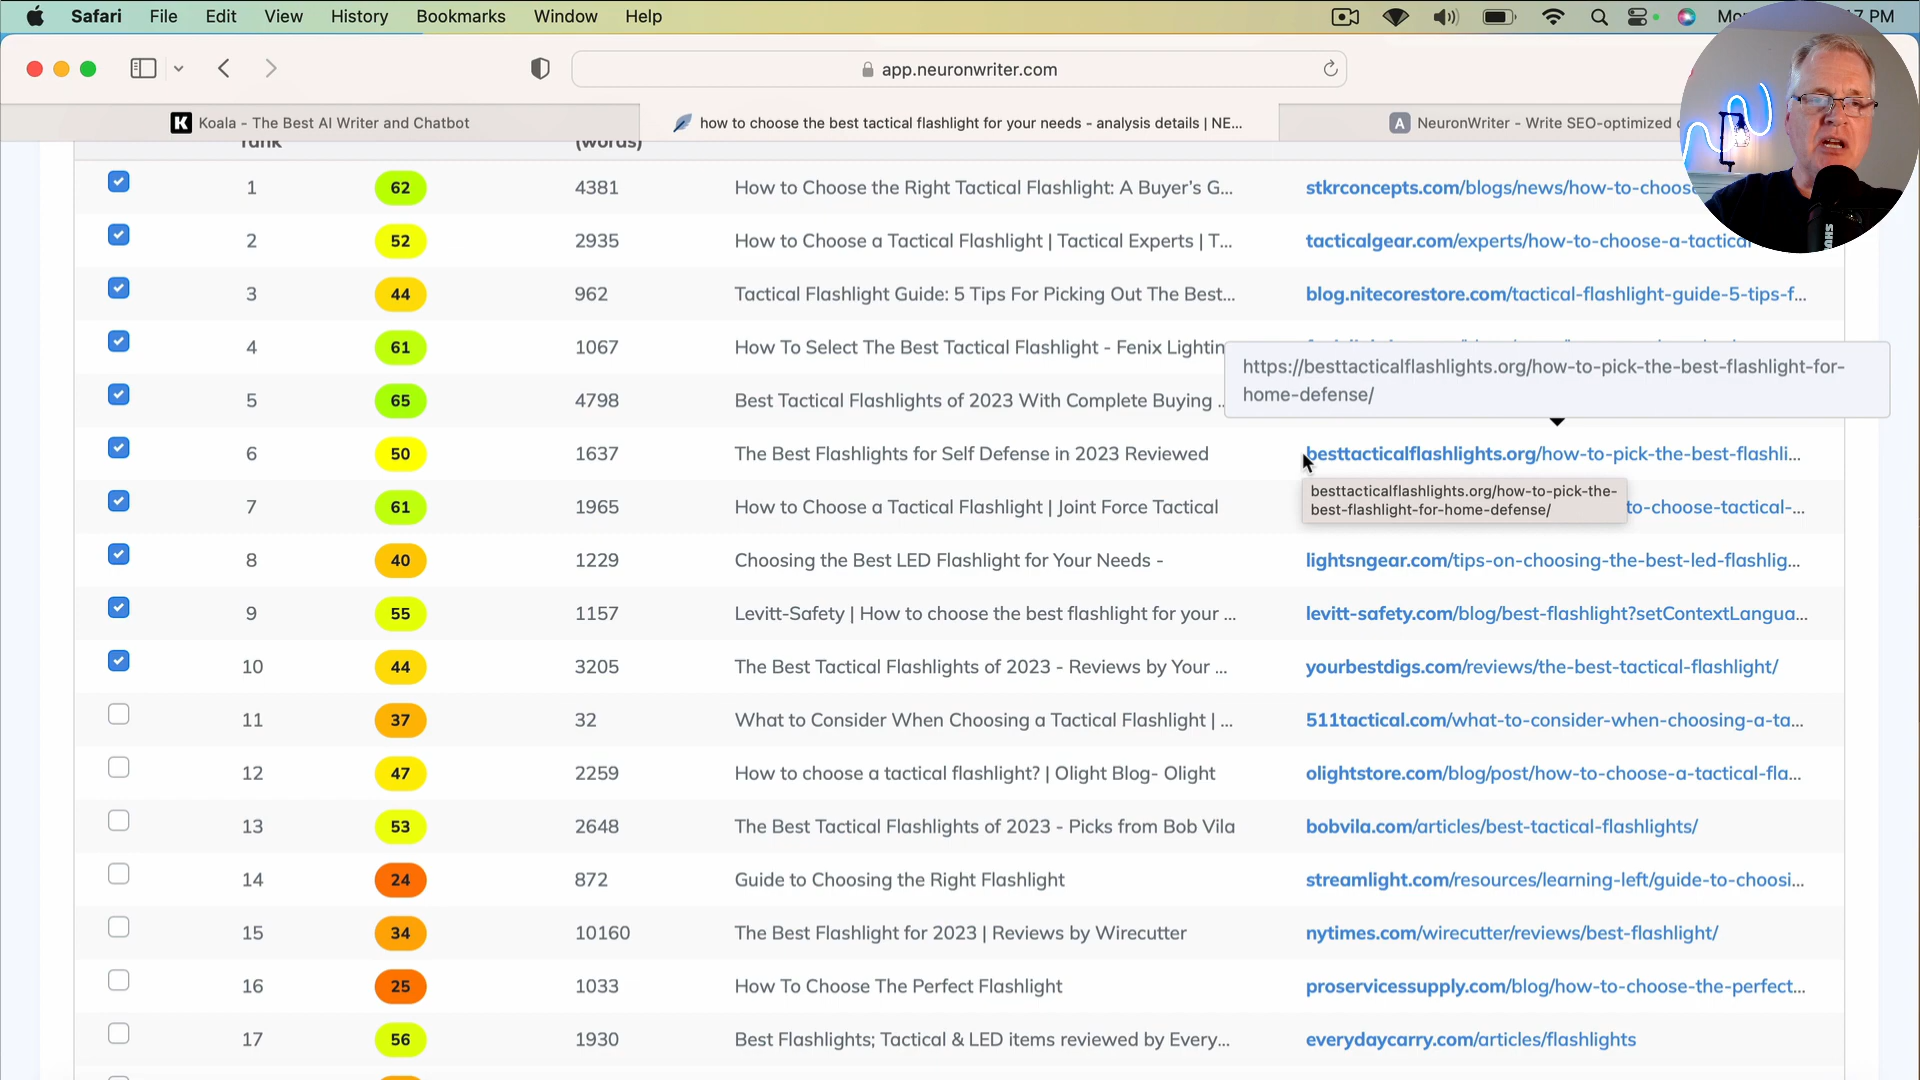 Safari File Edit View History Bookmarks Window Help
7 PM
app.neuronwriter.com
K Koala - The Best AI Writer and Chatbot
how to choose the best tactical flashlight for your needs - analysis details | NE...
A NeuronWriter - Write SEO-optimized
rank (words)
1 62 4381 How to Choose the Right Tactical Flashlight: A Buyer's G... stkrconcepts.com/blogs/news/how-to-choose
2 52 2935 How to Choose a Tactical Flashlight | Tactical Experts | T... tacticalgear.com/experts/how-to-choose-a-tactical
3 44 962 Tactical Flashlight Guide: 5 Tips For Picking Out The Best... blog.nitecorestore.com/tactical-flashlight-guide-5-tips-f...
4 61 1067 How To Select The Best Tactical Flashlight - Fenix Lightin
https://besttacticalflashlights.org/how-to-pick-the-best-flashlight-for-
home-defense/
5 65 4798 Best Tactical Flashlights of 2023 With Complete Buying ...
6 50 1637 The Best Flashlights for Self Defense in 2023 Reviewed besttacticalflashlights.org/how-to-pick-the-best-flashli...
besttacticalflashlights.org/how-to-pick-the-
best-flashlight-for-home-defense/
7 61 1965 How to Choose a Tactical Flashlight | Joint Force Tactical to-choose-tactical-...
8 40 1229 Choosing the Best LED Flashlight for Your Needs - lightsngear.com/tips-on-choosing-the-best-led-flashlig...
9 55 1157 Levitt-Safety | How to choose the best flashlight for your ... levitt-safety.com/blog/best-flashlight?setContextLangua...
10 44 3205 The Best Tactical Flashlights of 2023 - Reviews by Your ... yourbestdigs.com/reviews/the-best-tactical-flashlight/
11 37 32 What to Consider When Choosing a Tactical Flashlight | ... 511tactical.com/what-to-consider-when-choosing-a-ta...
12 47 2259 How to choose a tactical flashlight? | Olight Blog- Olight olightstore.com/blog/post/how-to-choose-a-tactical-fla...
13 53 2648 The Best Tactical Flashlights of 2023 - Picks from Bob Vila bobvila.com/articles/best-tactical-flashlights/
14 24 872 Guide to Choosing the Right Flashlight streamlight.com/resources/learning-left/guide-to-choosi...
15 34 10160 The Best Flashlight for 2023 | Reviews by Wirecutter nytimes.com/wirecutter/reviews/best-flashlight/
16 25 1033 How To Choose The Perfect Flashlight proservicessupply.com/blog/how-to-choose-the-perfect...
17 56 1930 Best Flashlights; Tactical & LED items reviewed by Every... everydaycarry.com/articles/flashlights